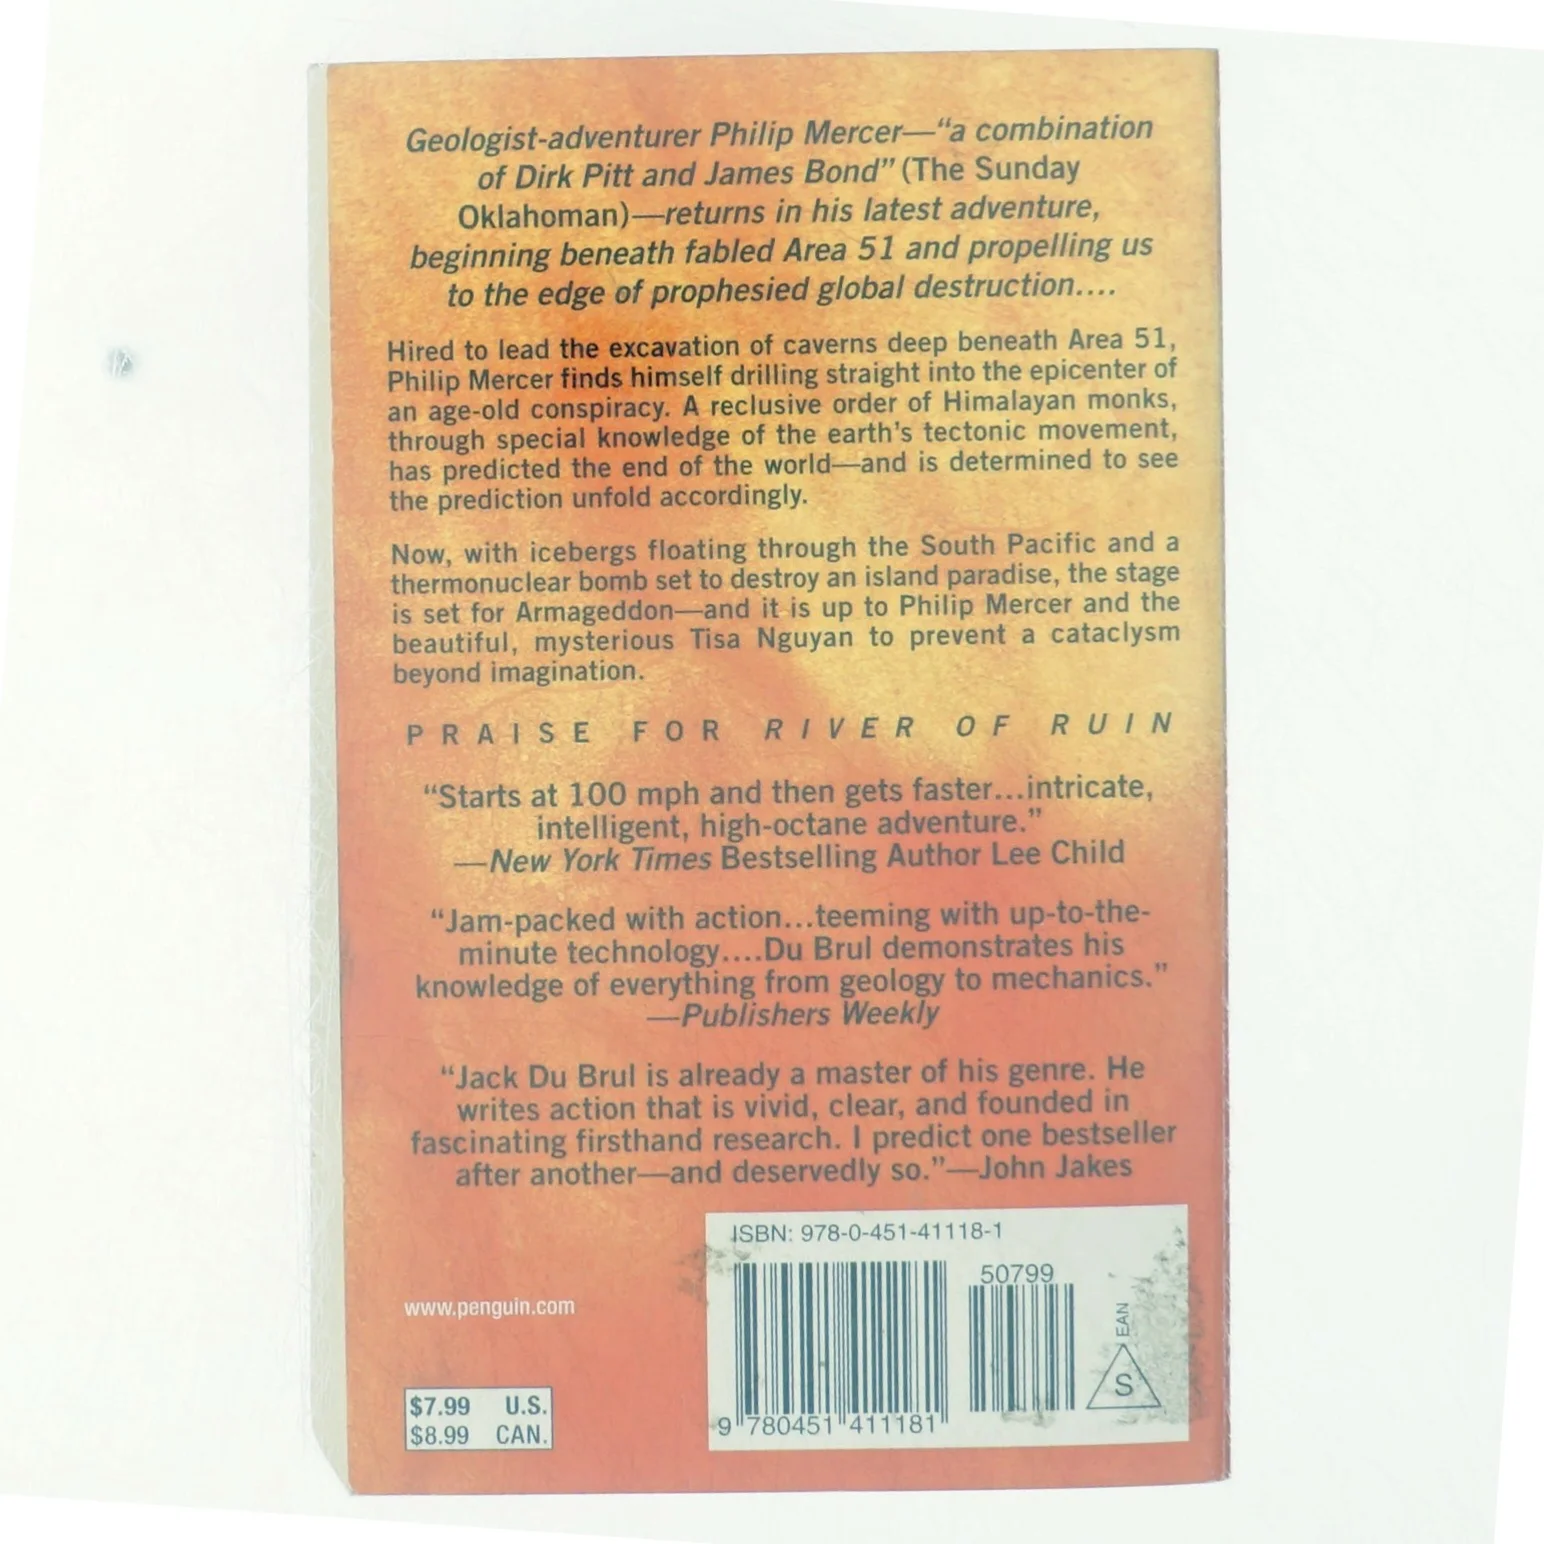 Geologist-adventurer Philip Mercer—“a combination
of Dirk Pitt and James Bond” (The Sunday
Oklahoman)—returns in his latest adventure,
beginning beneath fabled Area 51 and propelling us
to the edge of prophesied global destruction....
Hired to lead the excavation of caverns deep beneath Area 51,
Philip Mercer finds himself drilling straight into the epicenter of
an age-old conspiracy. A reclusive order of Himalayan monks,
through special knowledge of the earth's tectonic movement,
has predicted the end of the world—and is determined to see
the prediction unfold accordingly.
Now, with icebergs floating through the South Pacific and a
thermonuclear bomb set to destroy an island paradise, the stage
is set for Armageddon—and it is up to Philip Mercer and the
beautiful, mysterious Tisa Nguyan to prevent a cataclysm
beyond imagination.
PRAISE FOR RIVER OF RUIN
“Starts at 100 mph and then gets faster...intricate,
intelligent, high-octane adventure.”
—New York Times Bestselling Author Lee Child
“Jam-packed with action...teeming with up-to-the-
minute technology....Du Brul demonstrates his
knowledge of everything from geology to mechanics.”
—Publishers Weekly
“Jack Du Brul is already a master of his genre. He
writes action that is vivid, clear, and founded in
fascinating firsthand research. I predict one bestseller
after another—and deservedly so.”—John Jakes
ISBN: 978-0-451-41118-1
50799
EAN
S
9 780451 411181
www.penguin.com
$7.99 U.S.
$8.99 CAN.